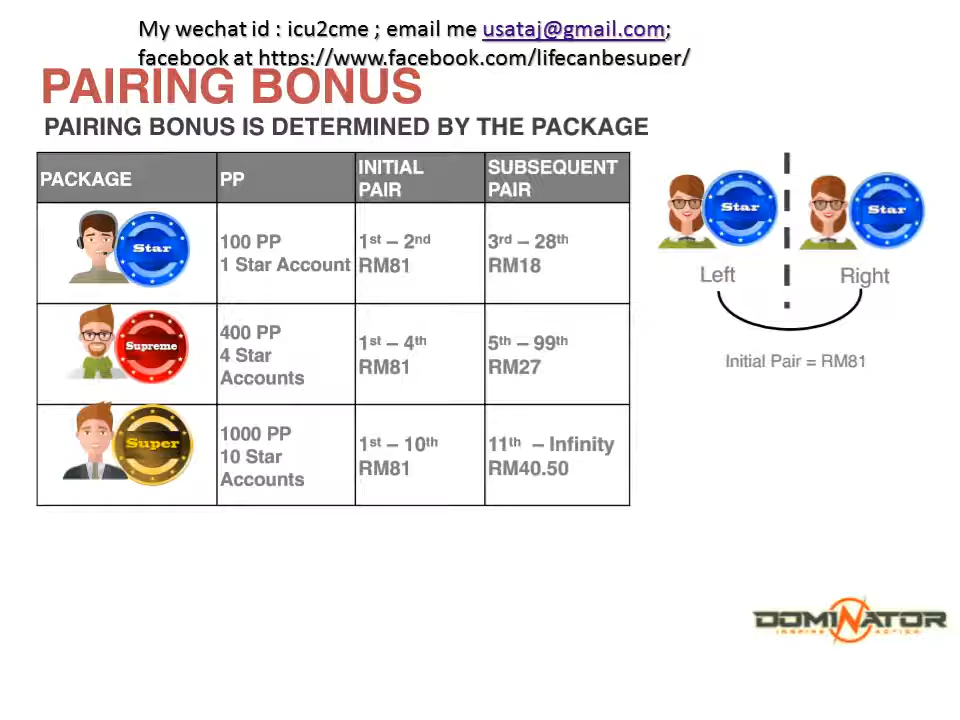 My wechat id : icu2cme ; email me usataj@gmail.com;
facebook at https://www.facebook.com/lifecanbesuper/
PAIRING BONUS
PAIRING BONUS IS DETERMINED BY THE PACKAGE
PACKAGE PP INITIAL PAIR SUBSEQUENT PAIR
Star
100 PP
1 Star Account
1st – 2nd
RM81
3rd – 28th
RM18
Supreme
400 PP
4 Star
Accounts
1st – 4th
RM81
5th – 99th
RM27
Super
1000 PP
10 Star
Accounts
1st – 10th
RM81
11th – Infinity
RM40.50
Star
Star
Left
Right
Initial Pair = RM81
DOMINATOR
INSPIRE ACTION